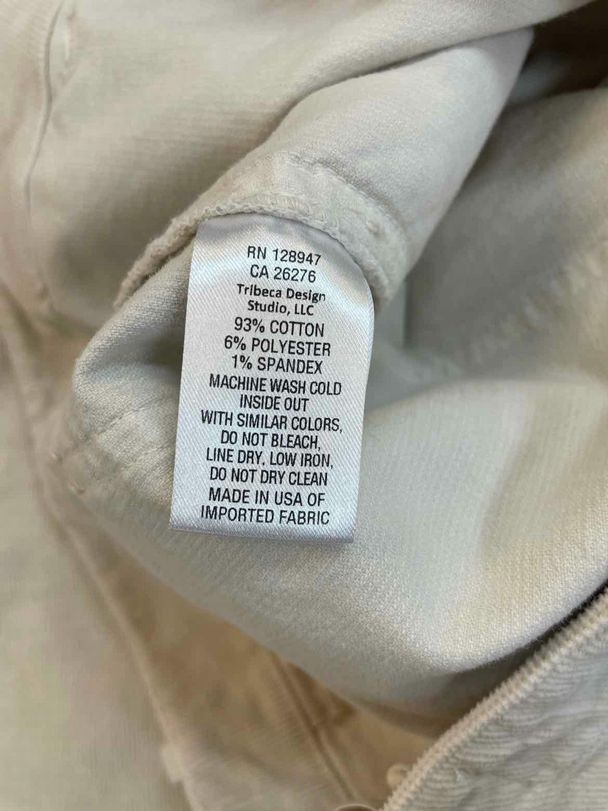 RN 128947
CA 26276
Tribeca Design
Studio, LLC
93% COTTON
6% POLYESTER
1% SPANDEX
MACHINE WASH COLD
INSIDE OUT
WITH SIMILAR COLORS,
DO NOT BLEACH,
LINE DRY, LOW IRON,
DO NOT DRY CLEAN
MADE IN USA OF
IMPORTED FABRIC